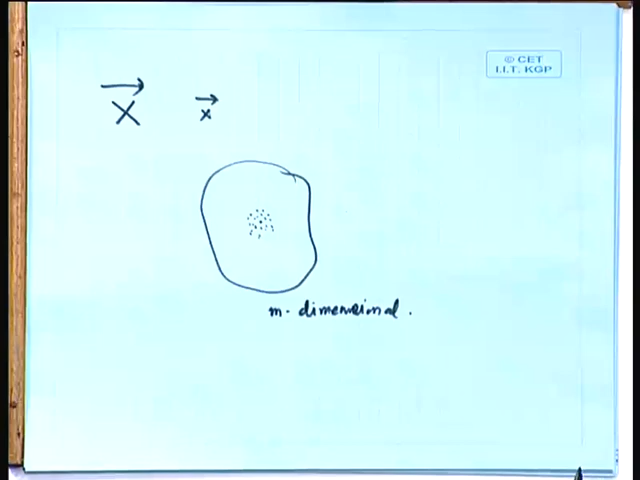 © CET
I.I.T. KGP
X⃗ x⃗
m-dimensional.